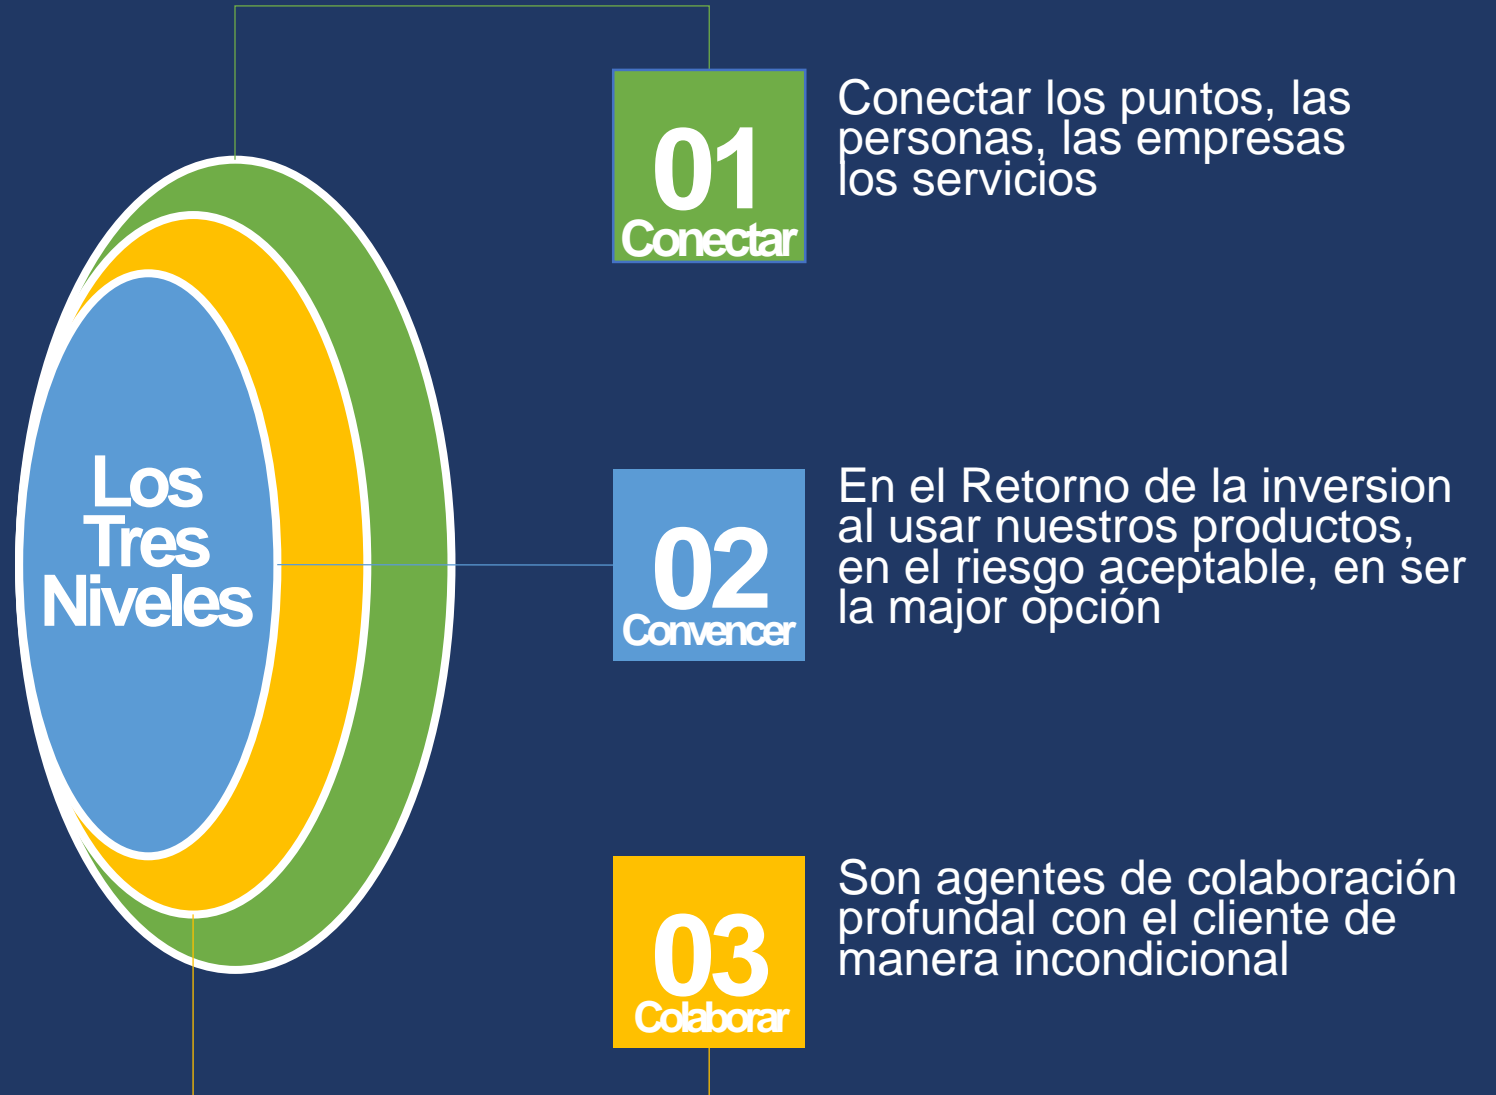 Los
Tres
Niveles
01
Conectar
Conectar los puntos, las
personas, las empresas
los servicios
02
Convencer
En el Retorno de la inversion
al usar nuestros productos,
en el riesgo aceptable, en ser
la major opción
03
Colaborar
Son agentes de colaboración
profundal con el cliente de
manera incondicional